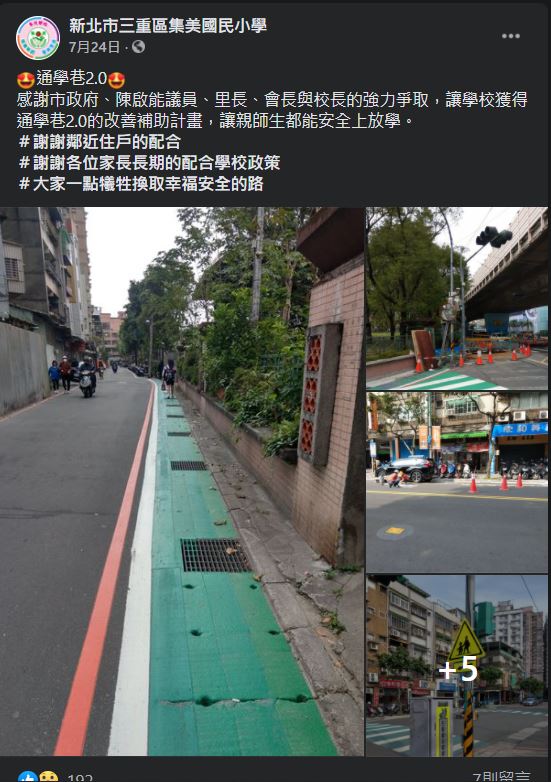 新北市三重區集美國民小學
7月24日
通學巷2.0
感謝市政府、陳啟能議員、里長、會長與校長的強力爭取，讓學校獲得
通學巷2.0的改善補助計畫，讓親師生都能安全上放學。
＃謝謝鄰近住戶的配合
＃謝謝各位家長長期的配合學校政策
＃大家一點犧牲換取幸福安全的路
+5
192
7則留言